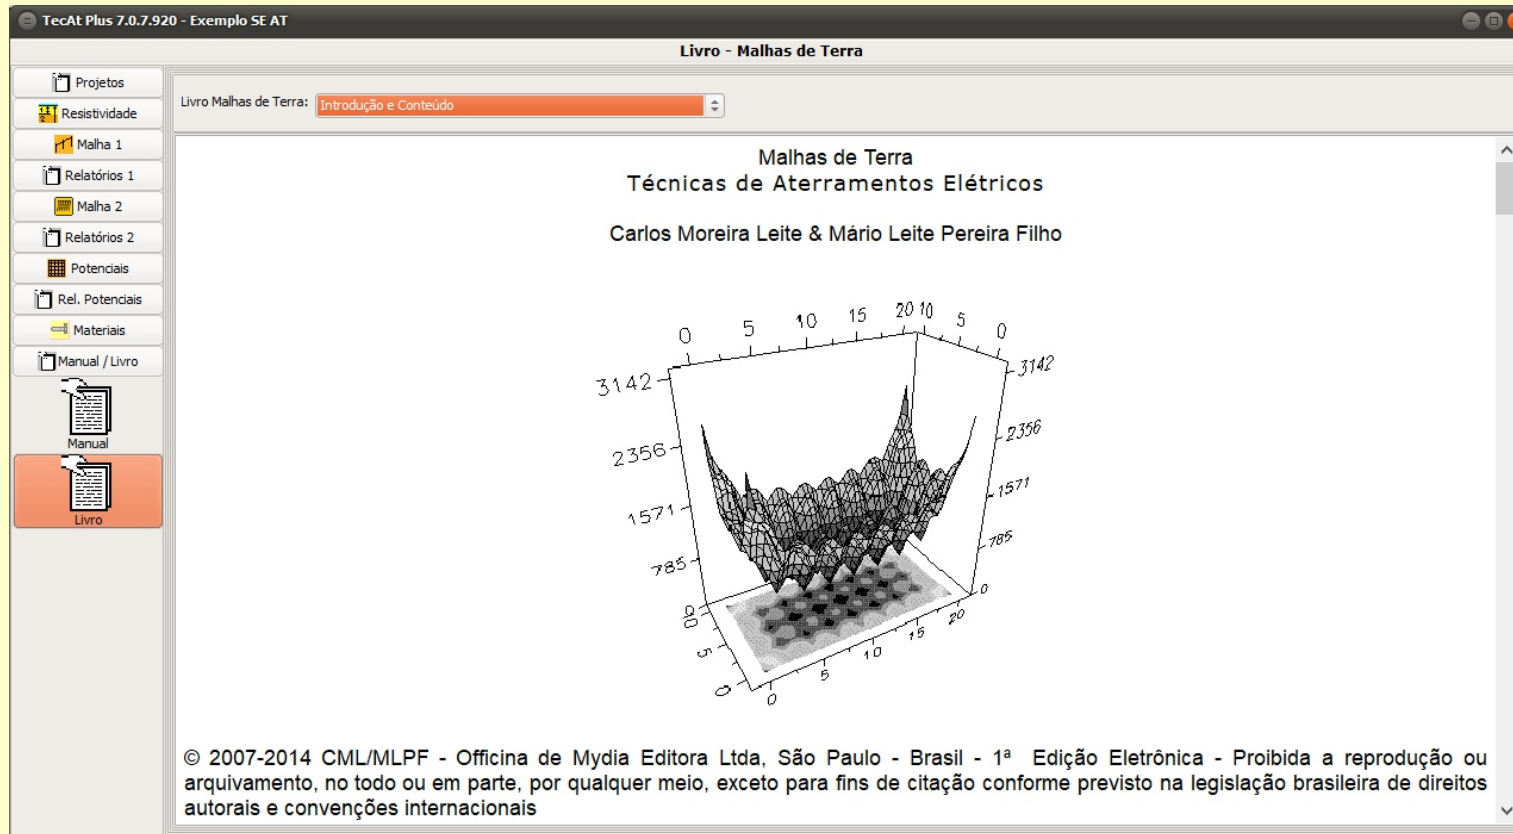 TecAt Plus 7.0.7.920 - Exemplo SE AT
Livro - Malhas de Terra
Projetos
Resistividade
Malha 1
Relatórios 1
Malha 2
Relatórios 2
Potenciais
Rel. Potenciais
Materiais
Manual / Livro
Manual
Livro
Livro Malhas de Terra: Introdução e Conteúdo
Malhas de Terra
Técnicas de Aterramentos Elétricos
Carlos Moreira Leite & Mário Leite Pereira Filho
0 5 10 15 20 10 5 0
3142 3142
2356 2356
1571 1571
785 785
0 0
5 20
0 15
0 5 10
© 2007-2014 CML/MLPF - Officina de Mydia Editora Ltda, São Paulo - Brasil - 1ª Edição Eletrônica - Proibida a reprodução ou
arquivamento, no todo ou em parte, por qualquer meio, exceto para fins de citação conforme previsto na legislação brasileira de direitos
autorais e convenções internacionais